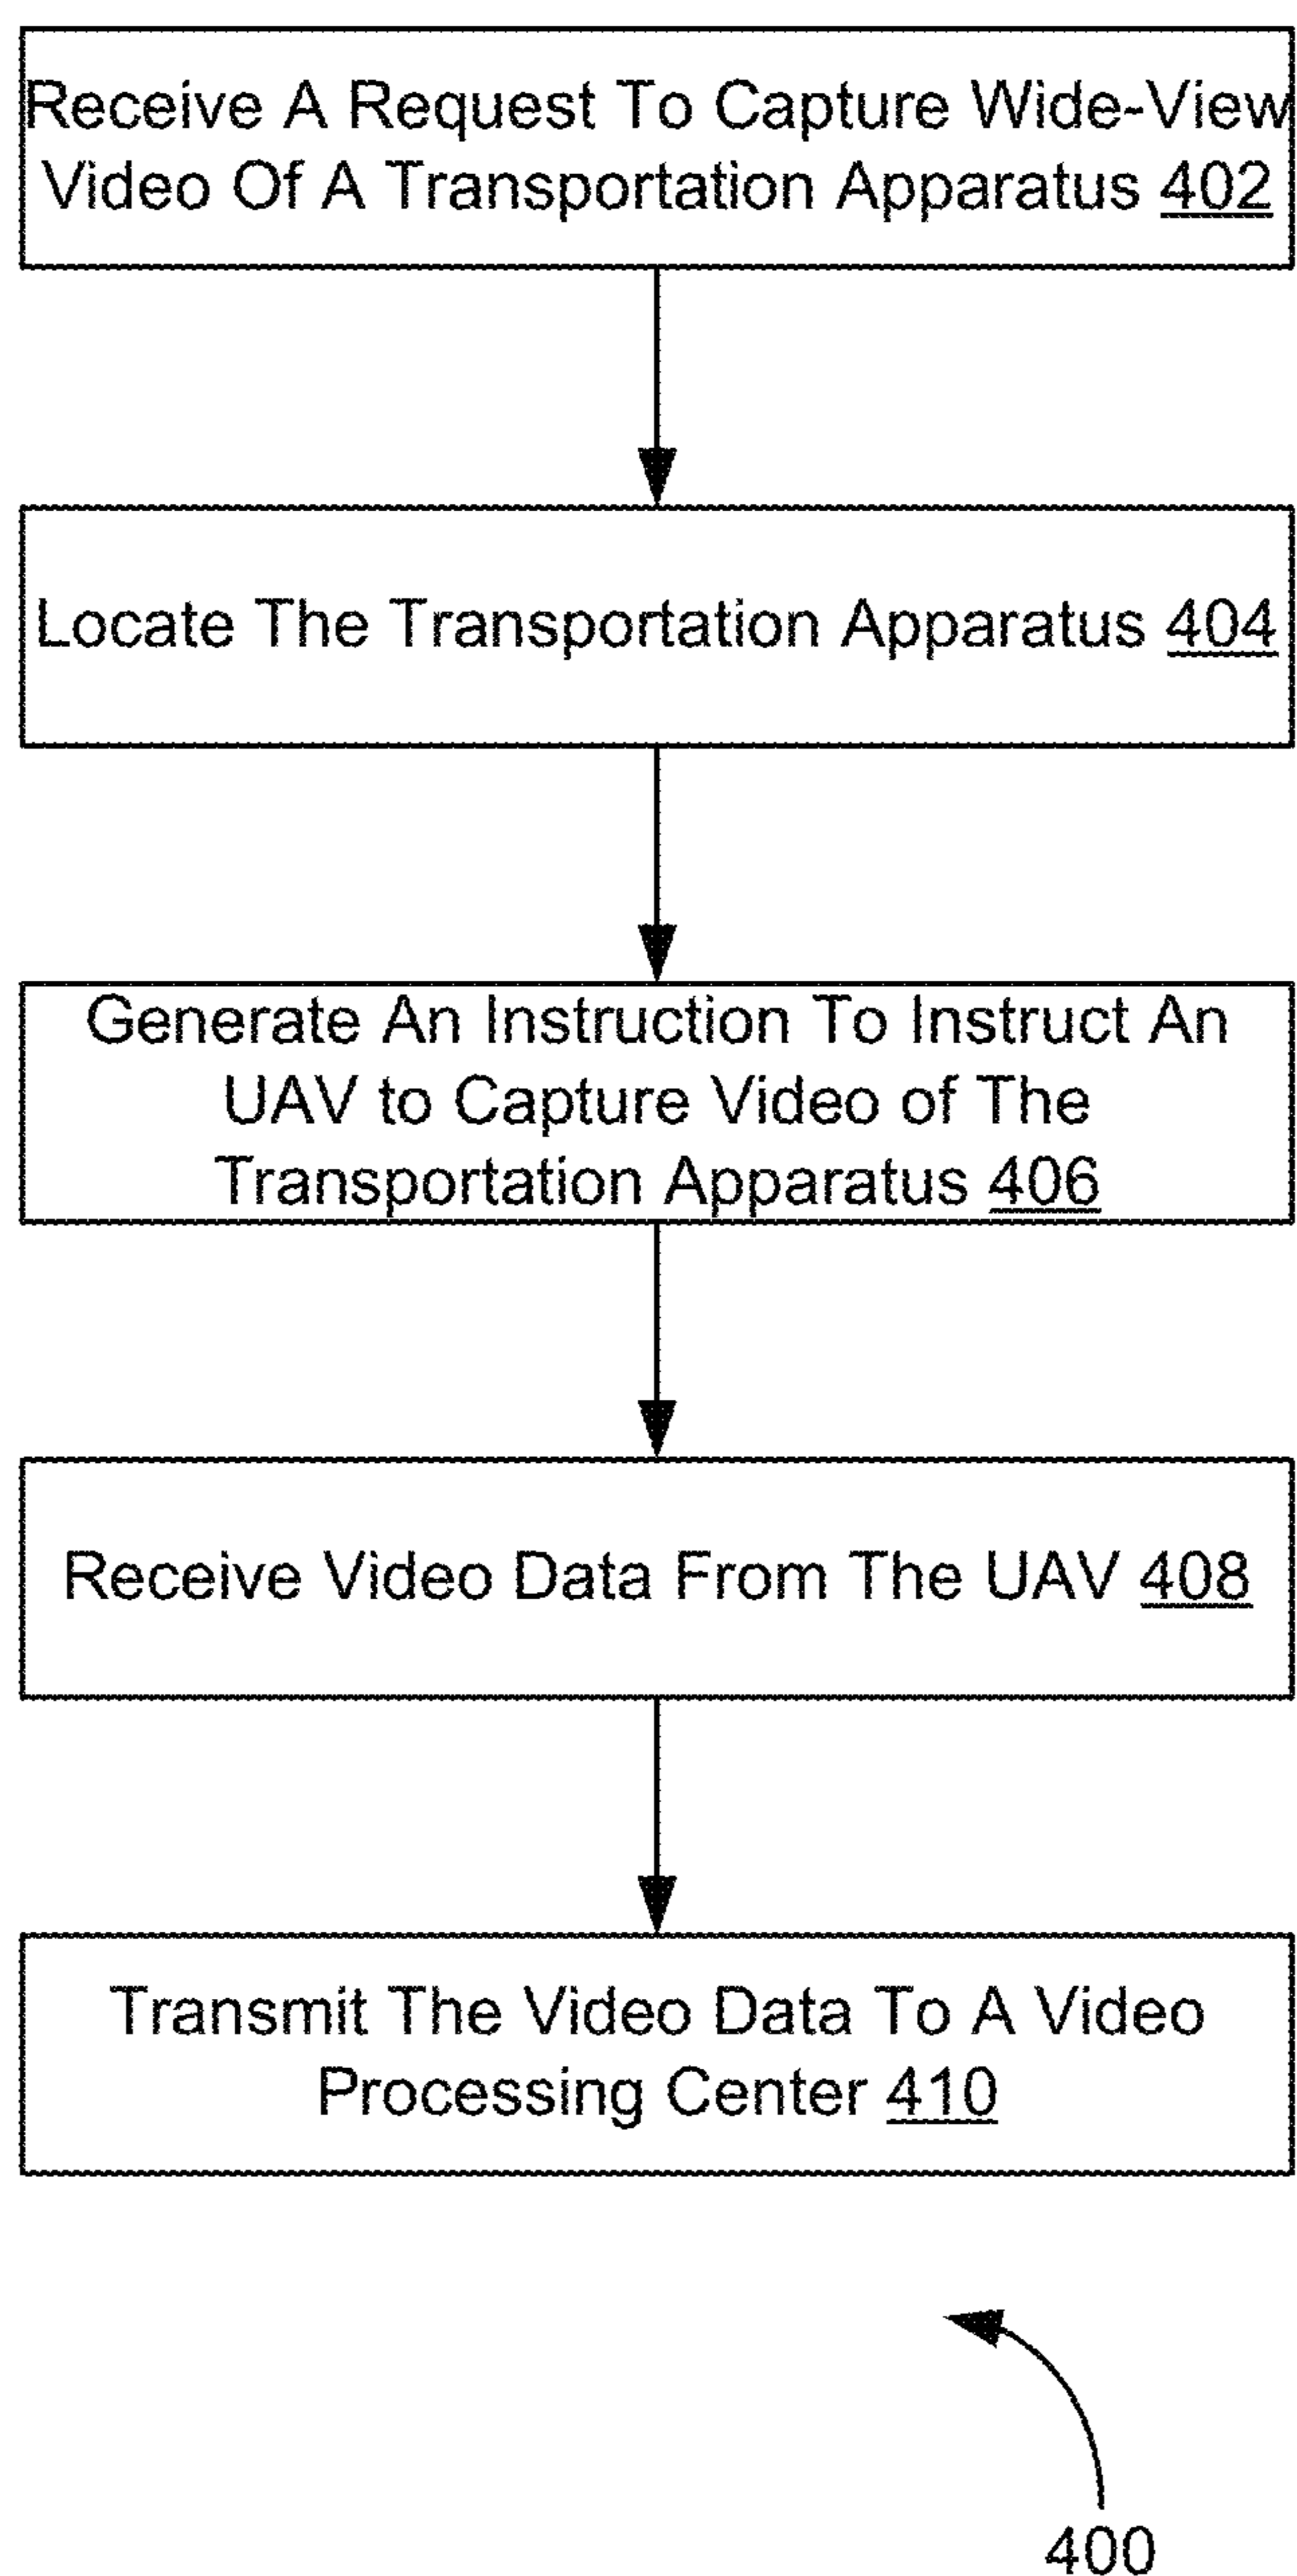 Receive A Request To Capture Wide-View
Video Of A Transportation Apparatus 402
Locate The Transportation Apparatus 404
Generate An Instruction To Instruct An
UAV to Capture Video of The
Transportation Apparatus 406
Receive Video Data From The UAV 408
Transmit The Video Data To A Video
Processing Center 410
400